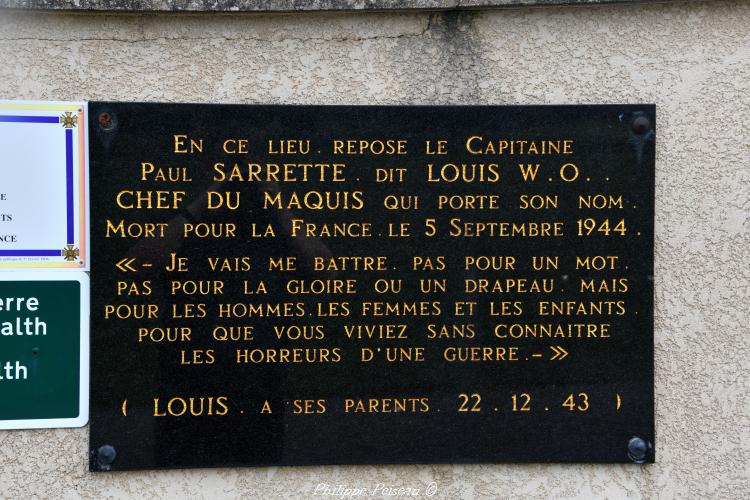 EN CE LIEU. REPOSE LE CAPITAINE
PAUL SARRETTE. DIT LOUIS W.O..
CHEF DU MAQUIS QUI PORTE SON NOM.
MORT POUR LA FRANCE. LE 5 SEPTEMBRE 1944.
«- JE VAIS ME BATTRE. PAS POUR UN MOT.
PAS POUR LA GLOIRE OU UN DRAPEAU. MAIS
POUR LES HOMMES. LES FEMMES ET LES ENFANTS.
POUR QUE VOUS VIVIEZ SANS CONNAITRE
LES HORREURS D'UNE GUERRE.-»
( LOUIS. A SES PARENTS. 22.12.43 )
E
TS
NCE
erre
alth
lth
Philippe Poiseau ©